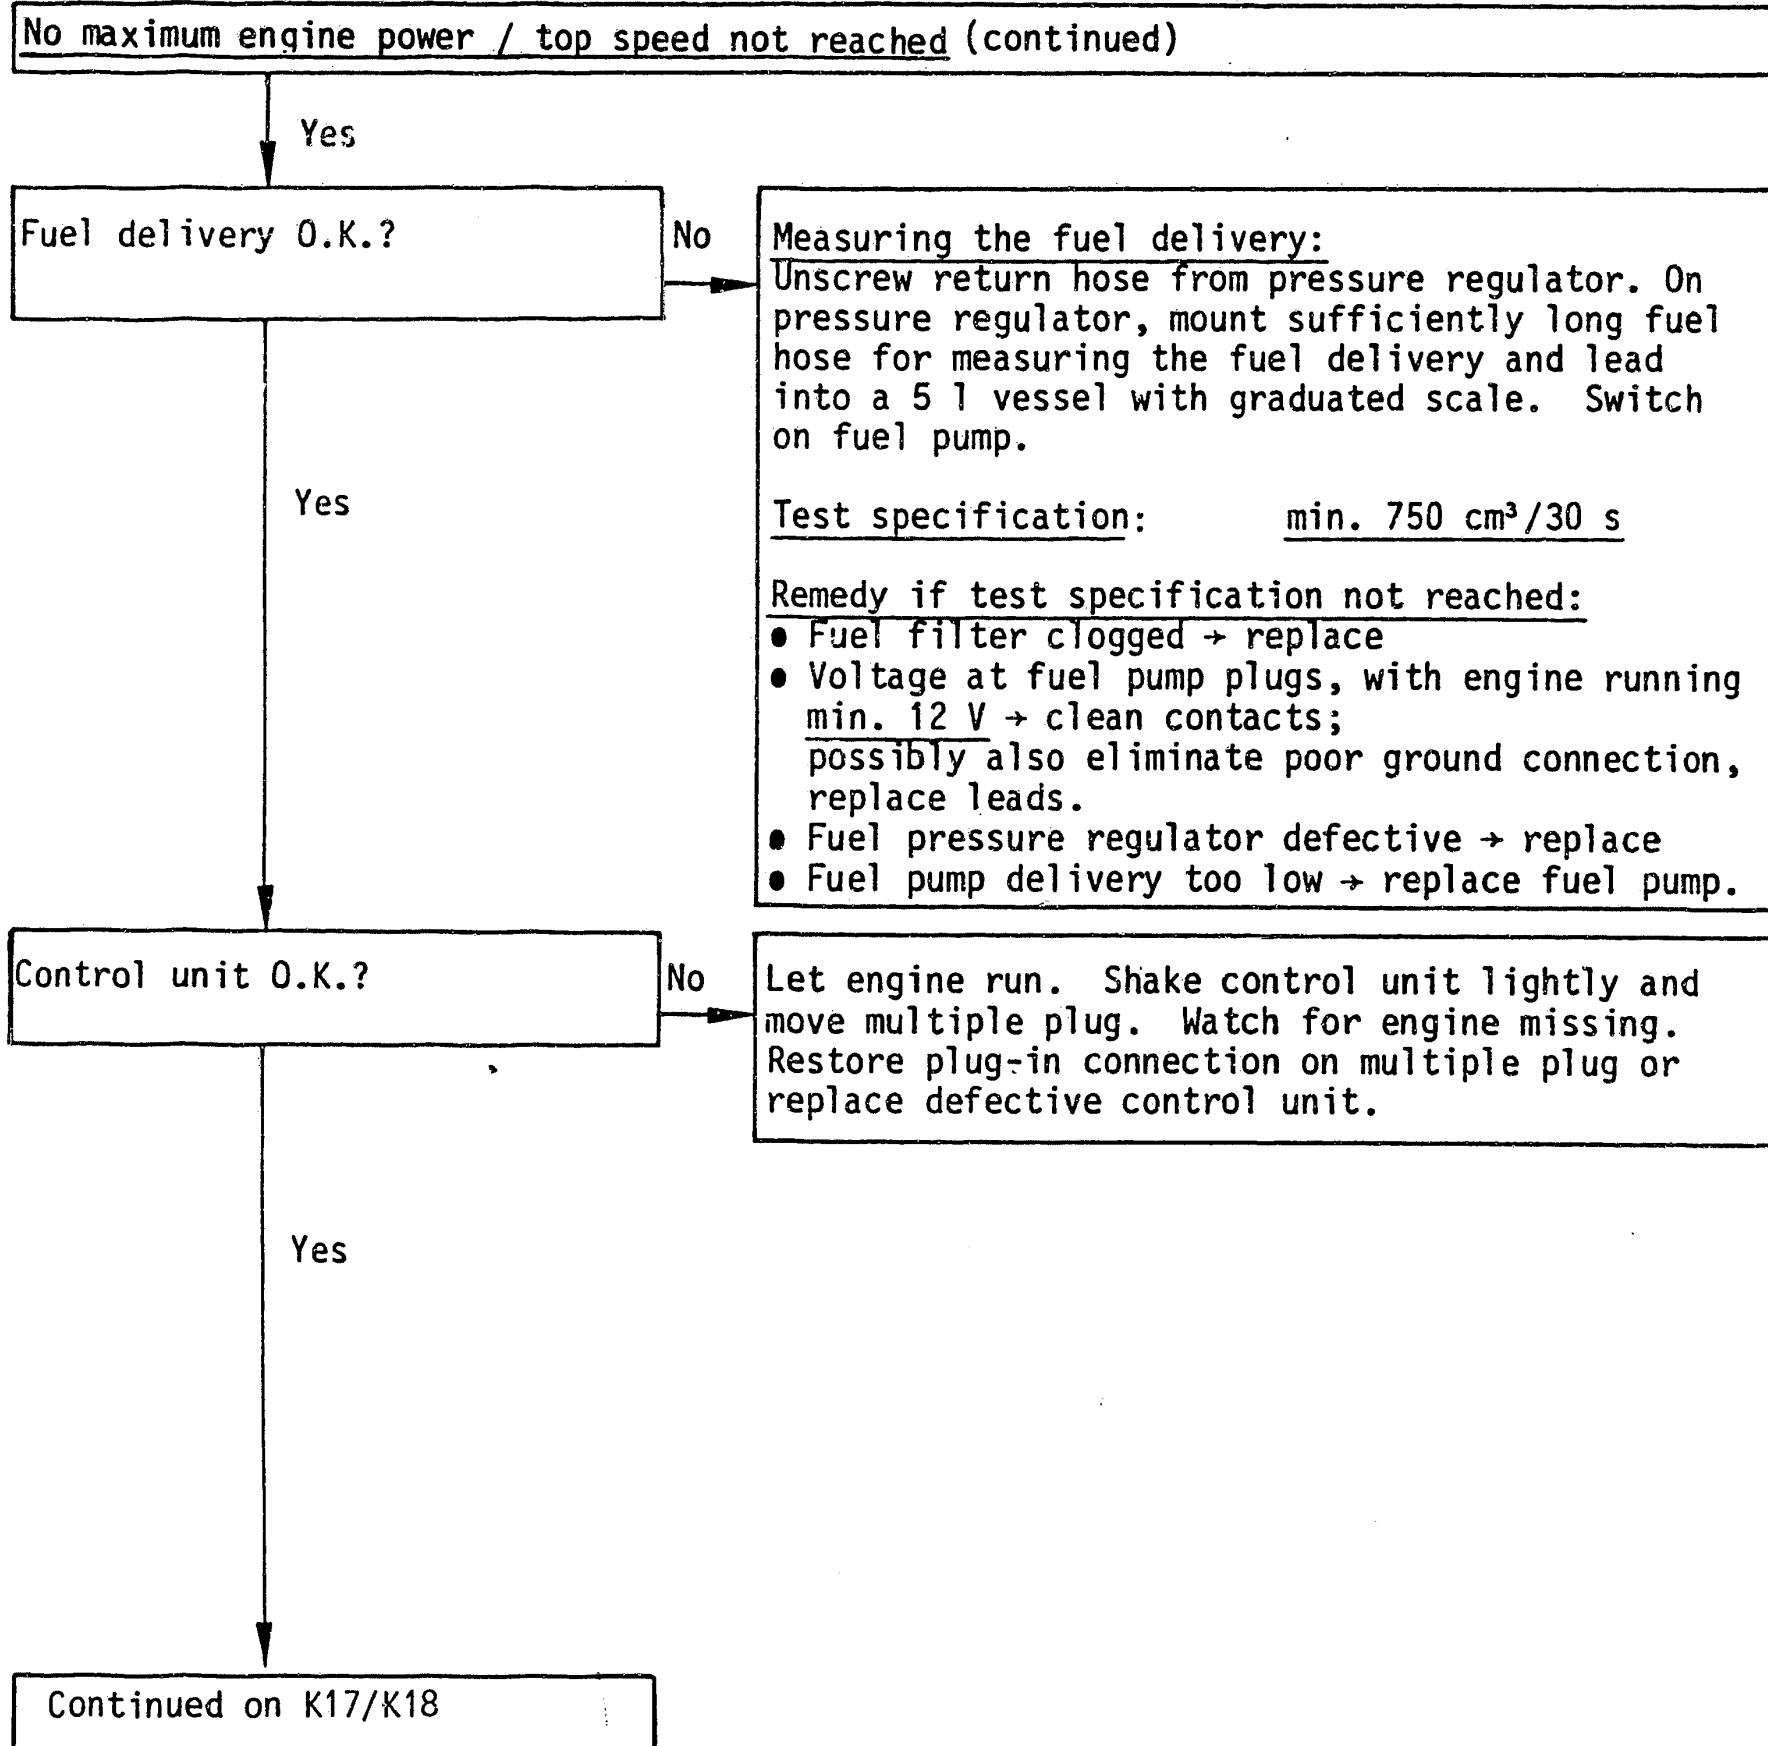 No maximum engine power / top speed not reached (continued)
Yes
Fuel delivery O.K.?
No
Measuring the fuel delivery:
Unscrew return hose from pressure regulator. On
pressure regulator, mount sufficiently long fuel
hose for measuring the fuel delivery and lead
into a 5 l vessel with graduated scale. Switch
on fuel pump.
Test specification: min. 750 cm³/30 s
Remedy if test specification not reached:
● Fuel filter clogged → replace
● Voltage at fuel pump plugs, with engine running
min. 12 V → clean contacts;
possibly also eliminate poor ground connection,
replace leads.
● Fuel pressure regulator defective → replace
● Fuel pump delivery too low → replace fuel pump.
Yes
Control unit O.K.?
No
Let engine run. Shake control unit lightly and
move multiple plug. Watch for engine missing.
Restore plug-in connection on multiple plug or
replace defective control unit.
Yes
Continued on K17/K18